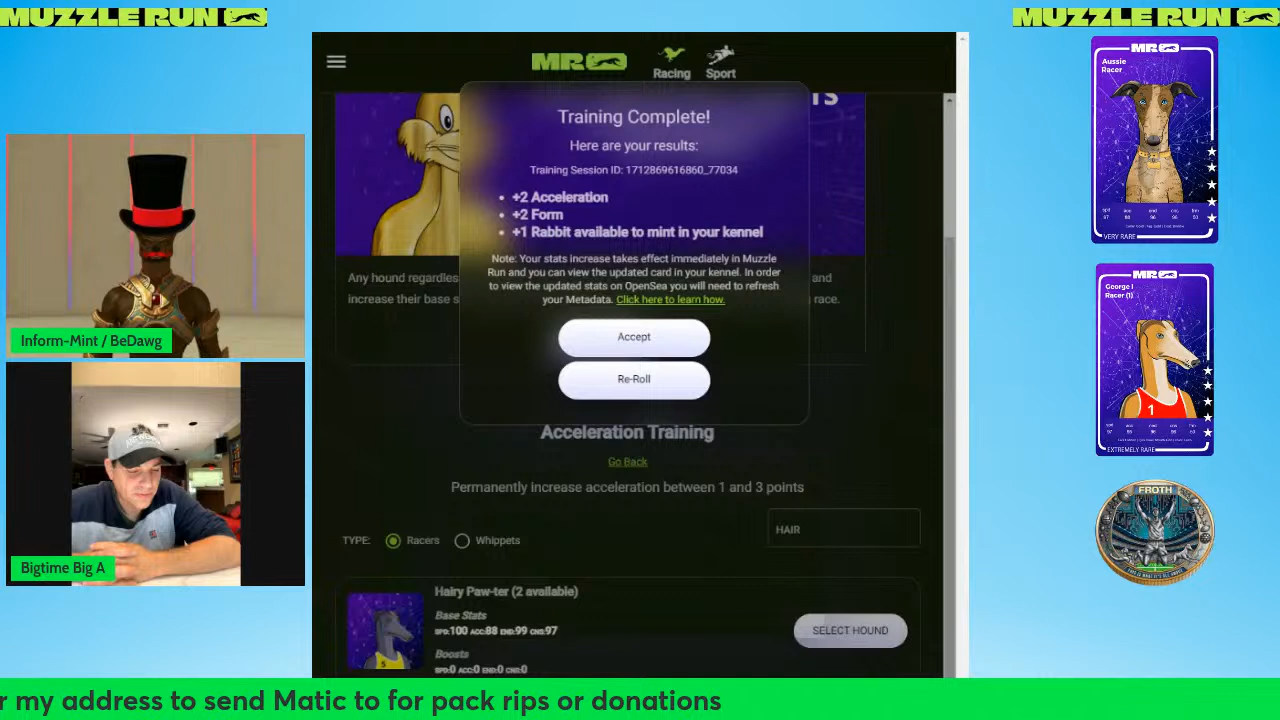 MUZZLE RUN
MUZZLE RUN
MR
Racing
Sport
Training Complete!
Here are your results:
Training Session ID: 1712869616860_77034
+2 Acceleration
+2 Form
+1 Rabbit available to mint in your kennel
Note: Your stats increase takes effect immediately in Muzzle
Run and you can view the updated card in your kennel. In order
to view the updated stats on OpenSea you will need to refresh
your Metadata. Click here to learn how.
Accept
Re-Roll
Any hound regardless
and
increase their base s
race.
Acceleration Training
Go Back
Permanently increase acceleration between 1 and 3 points
TYPE:
Racers
Whippets
HAIR
Hairy Paw-ter (2 available)
Base Stats
SPD:100 ACC:88 END:99 CNS:97
SELECT HOUND
Boosts
SPD:0 ACC:0 END:0 CNS:0
5
Inform-Mint / BeDawg
Bigtime Big A
MR
Aussie
Racer
VERY RARE
MR
George I
Racer (1)
1
EXTREMELY RARE
FROTH
r my address to send Matic to for pack rips or donations